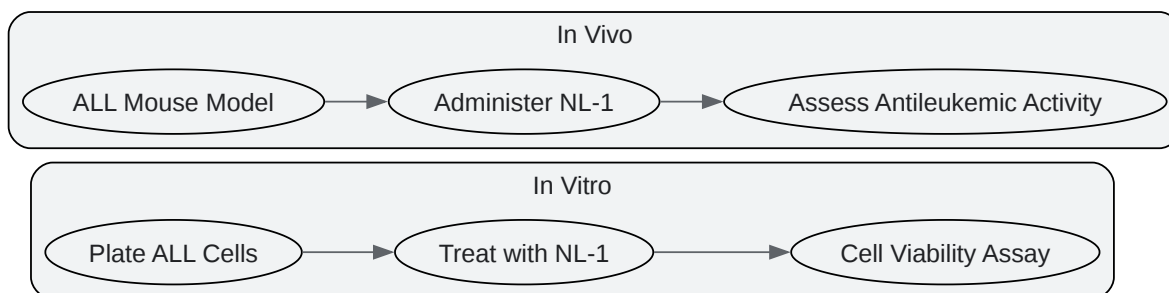 In Vivo
ALL Mouse Model Administer NL-1 Assess Antileukemic Activity
In Vitro
Plate ALL Cells Treat with NL-1 Cell Viability Assay